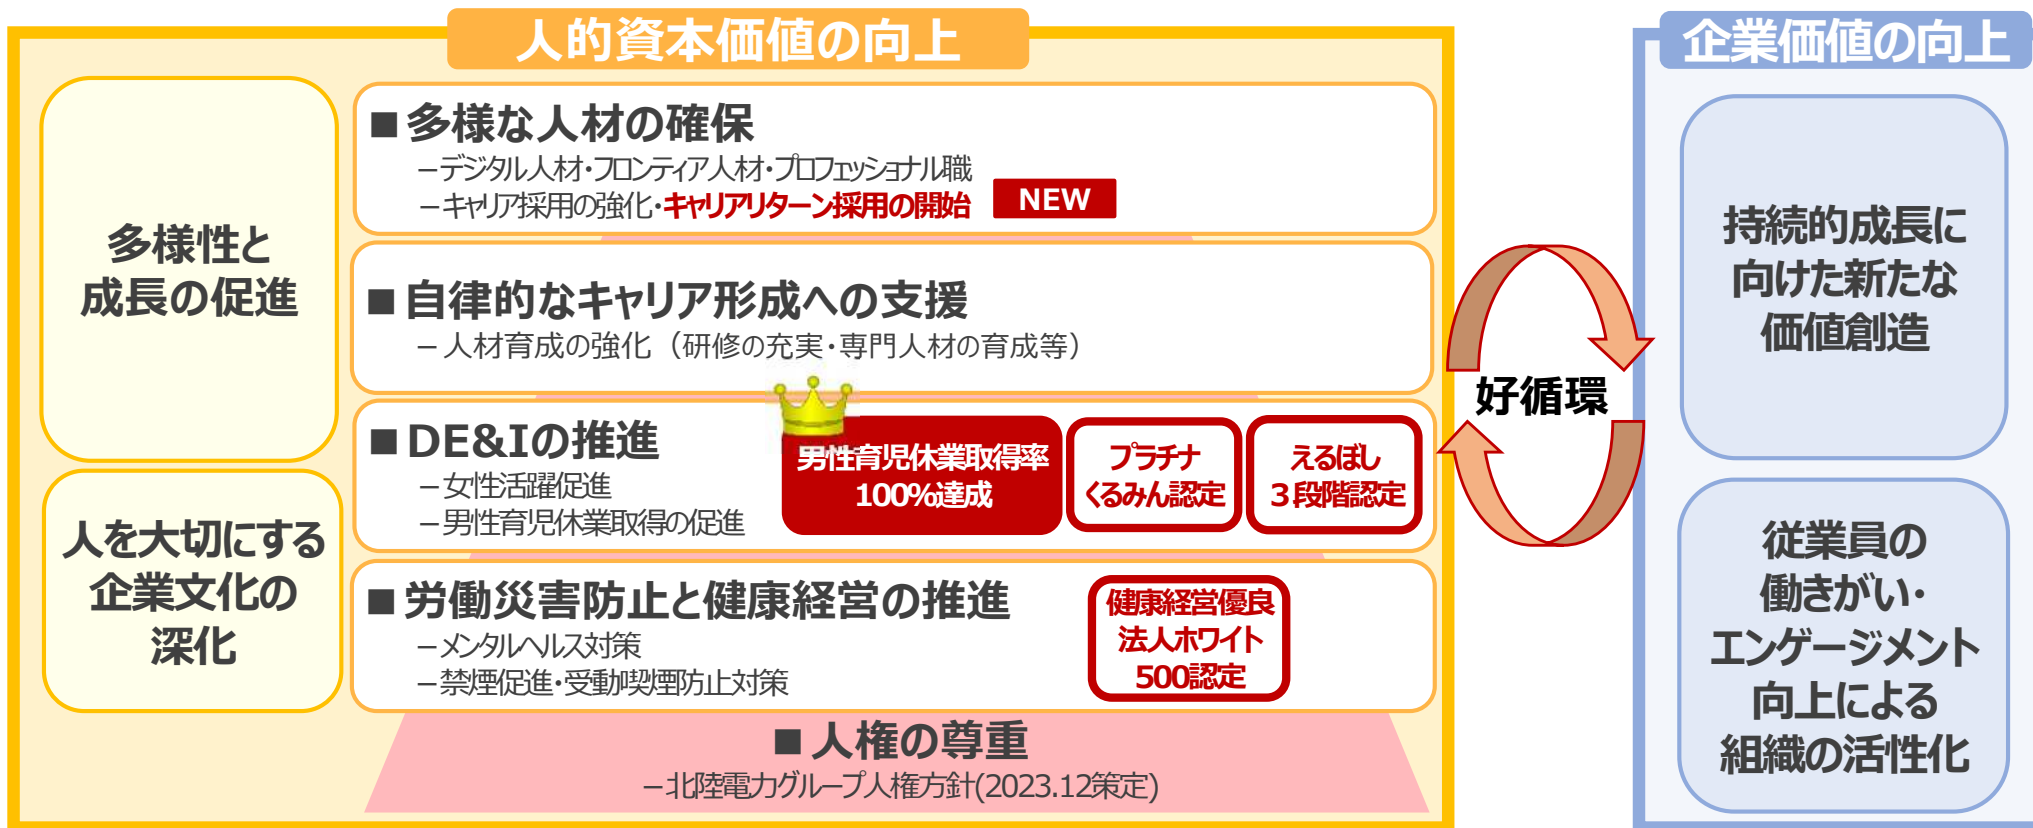 人的資本価値の向上
多様性と
成長の促進
人を大切にする
企業文化の
深化
■多様な人材の確保
－デジタル人材・フロンティア人材・プロフェッショナル職
－キャリア採用の強化・キャリアリターン採用の開始 NEW
■自律的なキャリア形成への支援
－人材育成の強化（研修の充実・専門人材の育成等）
■DE&Iの推進
－女性活躍促進
－男性育児休業取得の促進
男性育児休業取得率
100%達成
プラチナ
くるみん認定
えるぼし
３段階認定
■労働災害防止と健康経営の推進
－メンタルヘルス対策
－禁煙促進・受動喫煙防止対策
健康経営優良
法人ホワイト
500認定
■人権の尊重
－北陸電力グループ人権方針(2023.12策定)
好循環
企業価値の向上
持続的成長に
向けた新たな
価値創造
従業員の
働きがい・
エンゲージメント
向上による
組織の活性化